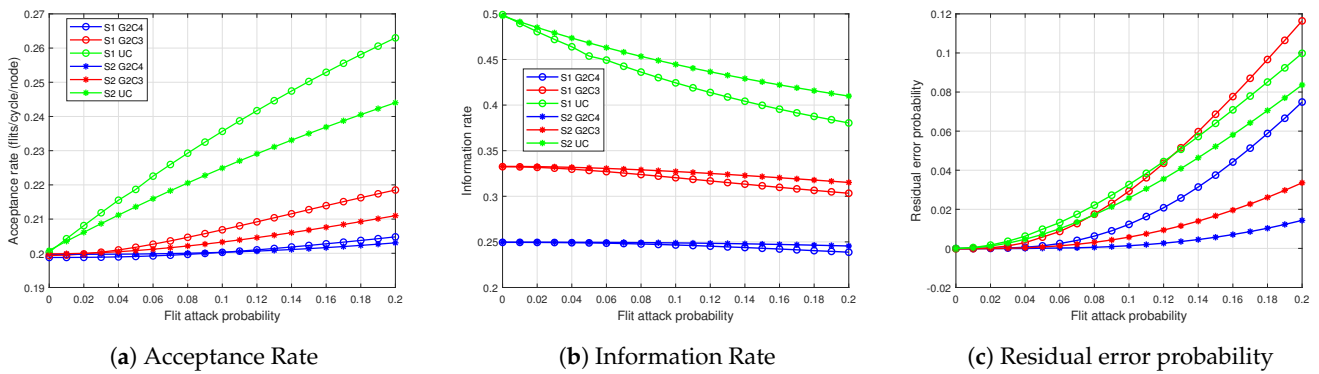 0.27
0.26
0.25
0.24
0.23
0.22
0.21
0.2
0.19
Acceptance rate (flits/cycle/node)
S1 G2C4
S1 G2C3
S1 UC
S2 G2C4
S2 G2C3
S2 UC
0 0.02 0.04 0.06 0.08 0.1 0.12 0.14 0.16 0.18 0.2
Flit attack probability
(a) Acceptance Rate
0.5
0.45
0.4
0.35
0.3
0.25
0.2
Information rate
S1 G2C4
S1 G2C3
S1 UC
S2 G2C4
S2 G2C3
S2 UC
0 0.02 0.04 0.06 0.08 0.1 0.12 0.14 0.16 0.18 0.2
Flit attack probability
(b) Information Rate
0.12
0.1
0.08
0.06
0.04
0.02
0
-0.02
Residual error probability
0 0.02 0.04 0.06 0.08 0.1 0.12 0.14 0.16 0.18 0.2
Flit attack probability
(c) Residual error probability